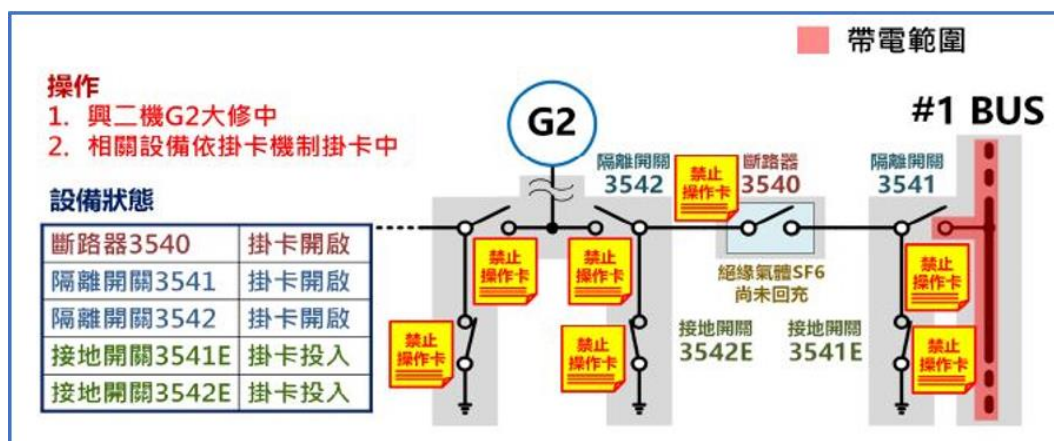 帶電範圍
操作
1. 興二機G2大修中
2. 相關設備依掛卡機制掛卡中
設備狀態
斷路器3540 掛卡開啟
隔離開關3541 掛卡開啟
隔離開關3542 掛卡開啟
接地開關3541E 掛卡投入
接地開關3542E 掛卡投入
G2
#1 BUS
隔離開關
3542
禁止
操作卡
斷路器
3540
隔離開關
3541
禁止
操作卡
禁止
操作卡
絕緣氣體SF6
尚未回充
禁止
操作卡
禁止
操作卡
禁止
操作卡
接地開關
3542E
接地開關
3541E
禁止
操作卡